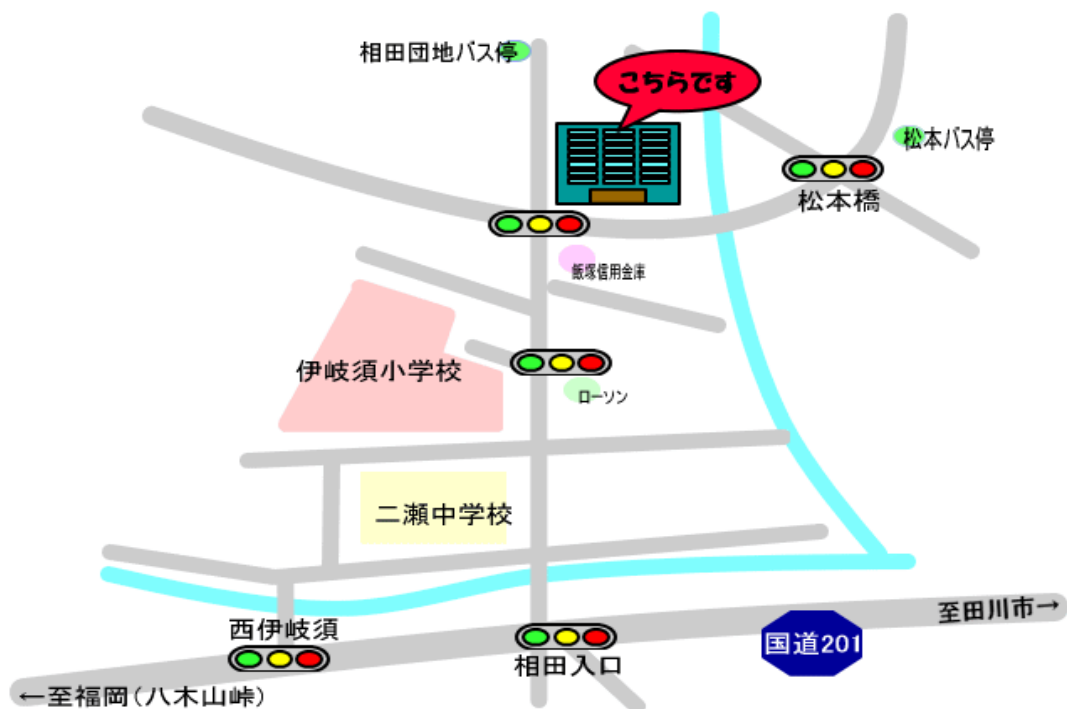 相田団地バス停
こちらです
松本バス停
松本橋
飯塚信用金庫
伊岐須小学校
ローソン
二瀬中学校
至田川市→
西伊岐須
国道201
相田入口
←至福岡(八木山峠)